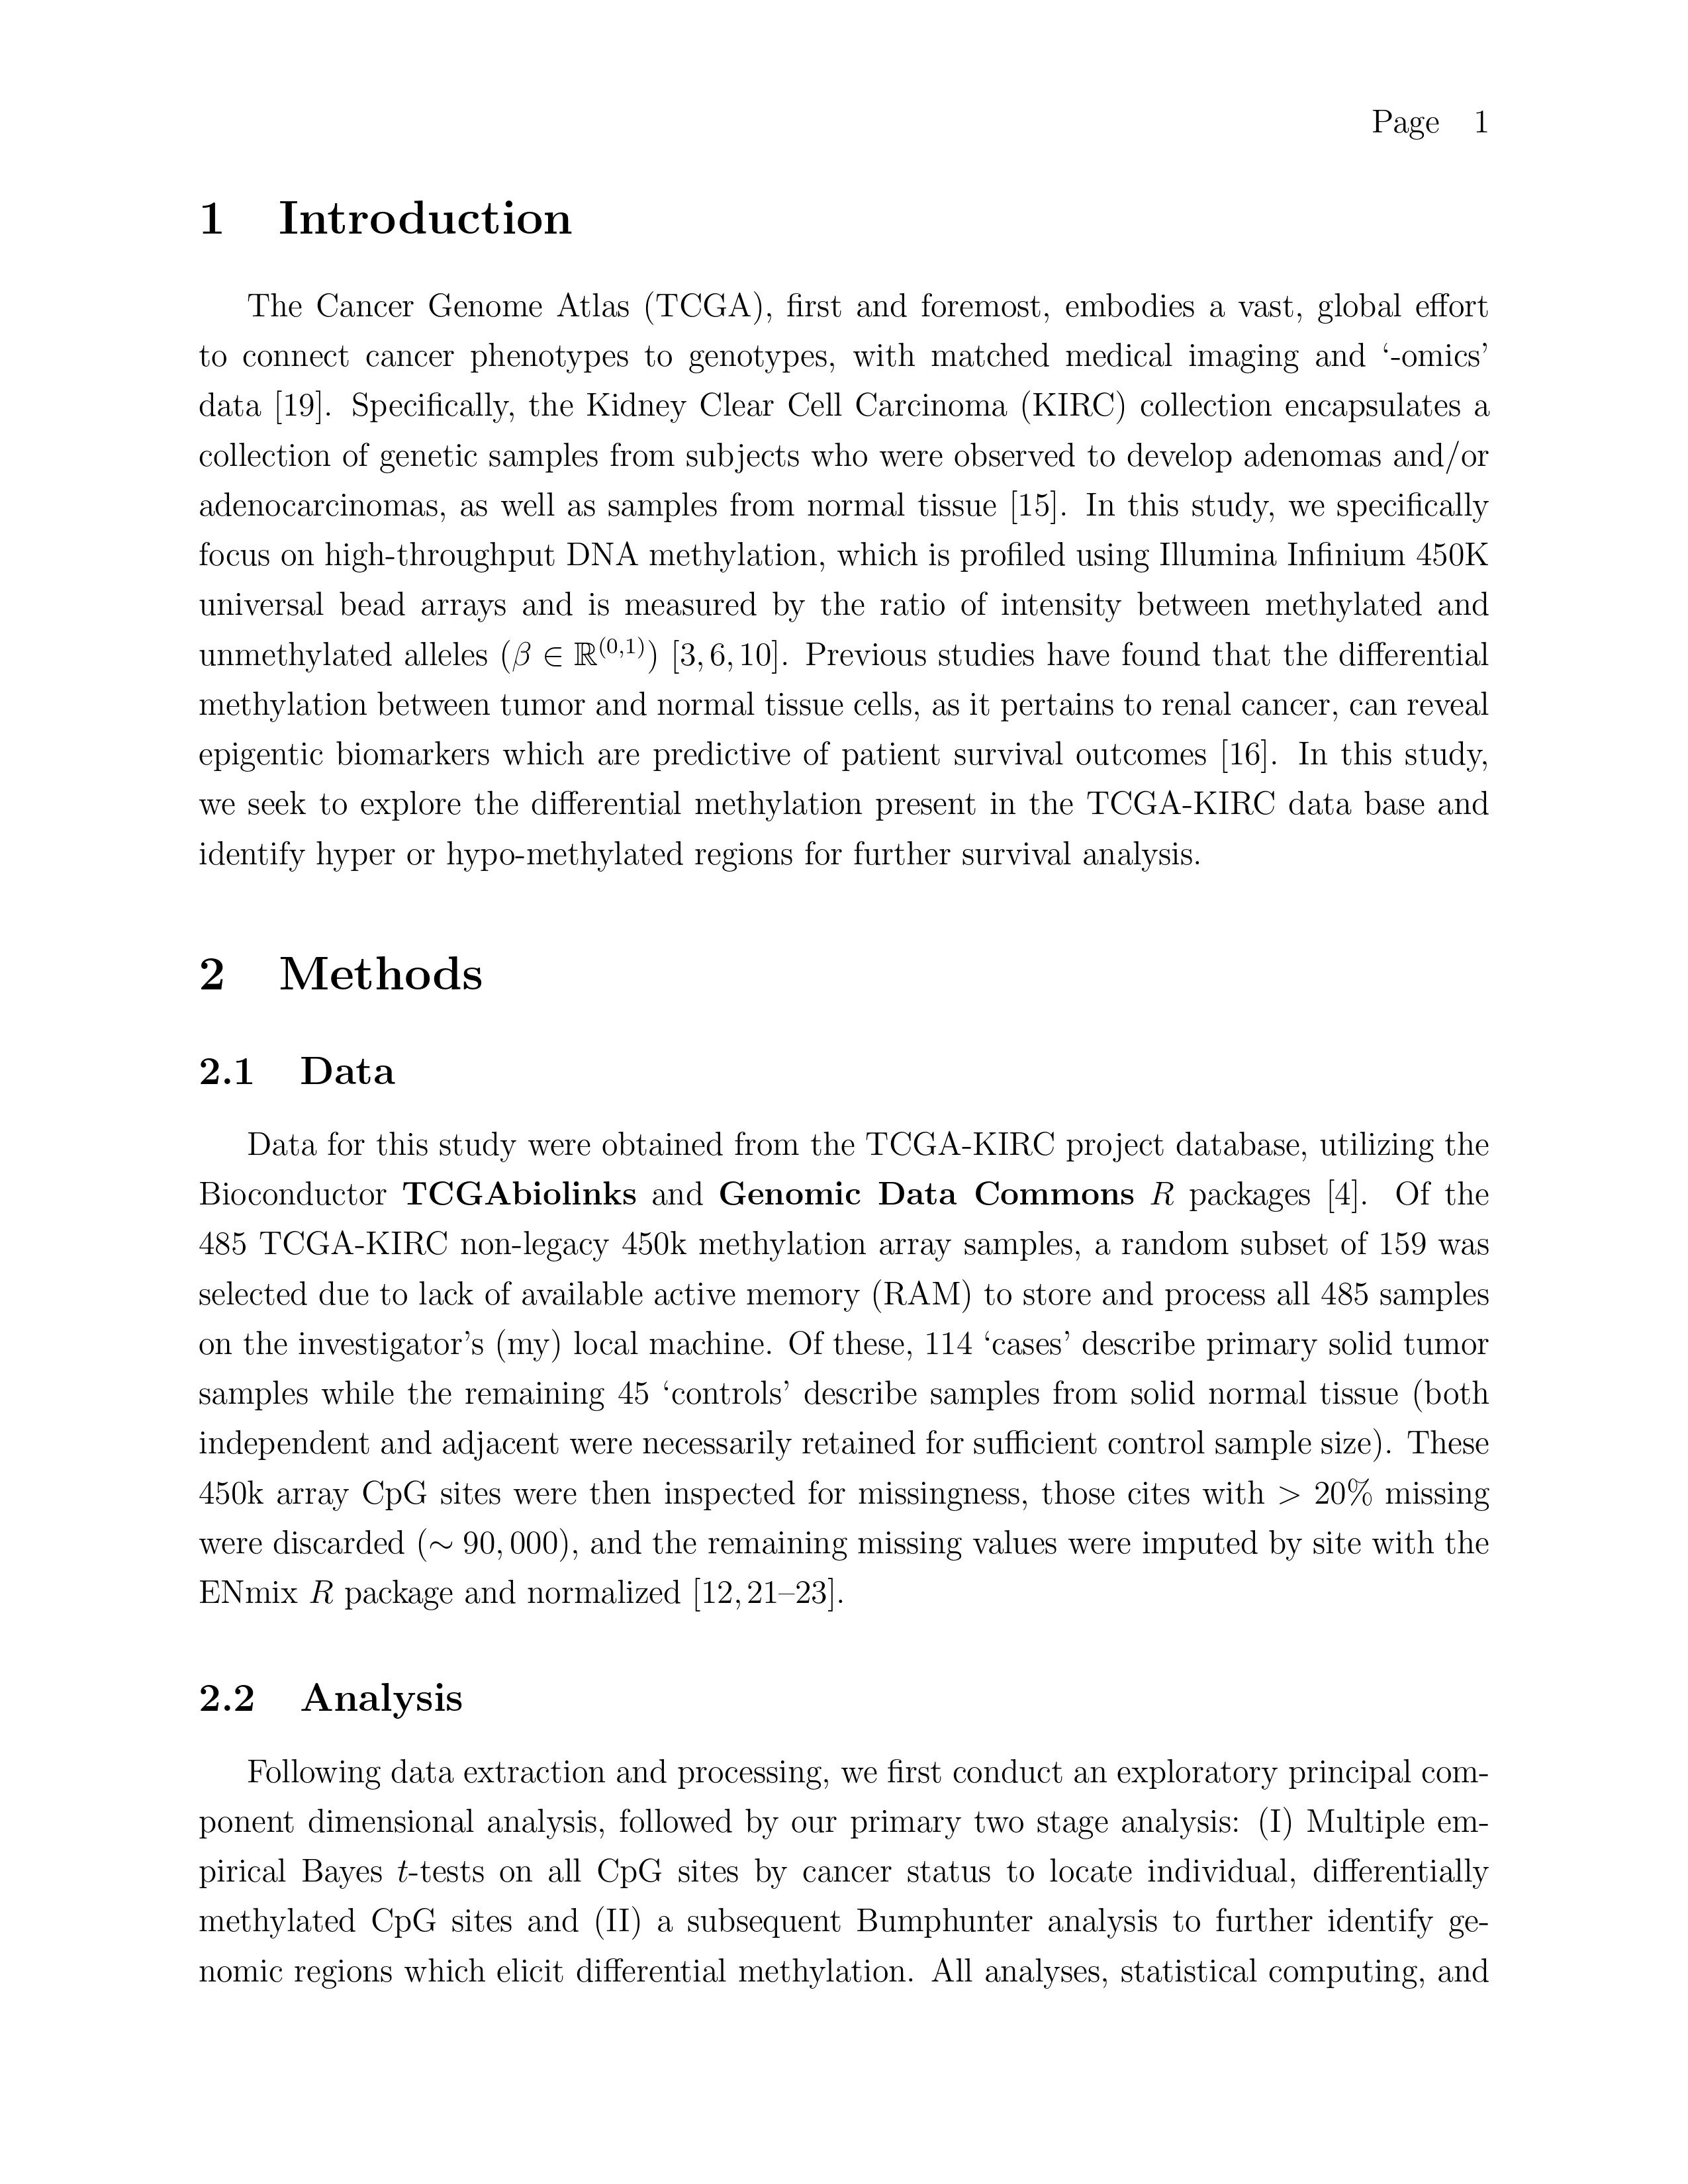 Page 1
1 Introduction
The Cancer Genome Atlas (TCGA), first and foremost, embodies a vast, global effort
to connect cancer phenotypes to genotypes, with matched medical imaging and ‘-omics’
data [19]. Specifically, the Kidney Clear Cell Carcinoma (KIRC) collection encapsulates a
collection of genetic samples from subjects who were observed to develop adenomas and/or
adenocarcinomas, as well as samples from normal tissue [15]. In this study, we specifically
focus on high-throughput DNA methylation, which is profiled using Illumina Infinium 450K
universal bead arrays and is measured by the ratio of intensity between methylated and
unmethylated alleles (β ∈ ℝ^(0,1)) [3, 6, 10]. Previous studies have found that the differential
methylation between tumor and normal tissue cells, as it pertains to renal cancer, can reveal
epigentic biomarkers which are predictive of patient survival outcomes [16]. In this study,
we seek to explore the differential methylation present in the TCGA-KIRC data base and
identify hyper or hypo-methylated regions for further survival analysis.
2 Methods
2.1 Data
Data for this study were obtained from the TCGA-KIRC project database, utilizing the
Bioconductor TCGAbiolinks and Genomic Data Commons R packages [4]. Of the
485 TCGA-KIRC non-legacy 450k methylation array samples, a random subset of 159 was
selected due to lack of available active memory (RAM) to store and process all 485 samples
on the investigator’s (my) local machine. Of these, 114 ‘cases’ describe primary solid tumor
samples while the remaining 45 ‘controls’ describe samples from solid normal tissue (both
independent and adjacent were necessarily retained for sufficient control sample size). These
450k array CpG sites were then inspected for missingness, those cites with > 20% missing
were discarded (∼ 90, 000), and the remaining missing values were imputed by site with the
ENmix R package and normalized [12, 21–23].
2.2 Analysis
Following data extraction and processing, we first conduct an exploratory principal com-
ponent dimensional analysis, followed by our primary two stage analysis: (I) Multiple em-
pirical Bayes t-tests on all CpG sites by cancer status to locate individual, differentially
methylated CpG sites and (II) a subsequent Bumphunter analysis to further identify ge-
nomic regions which elicit differential methylation. All analyses, statistical computing, and